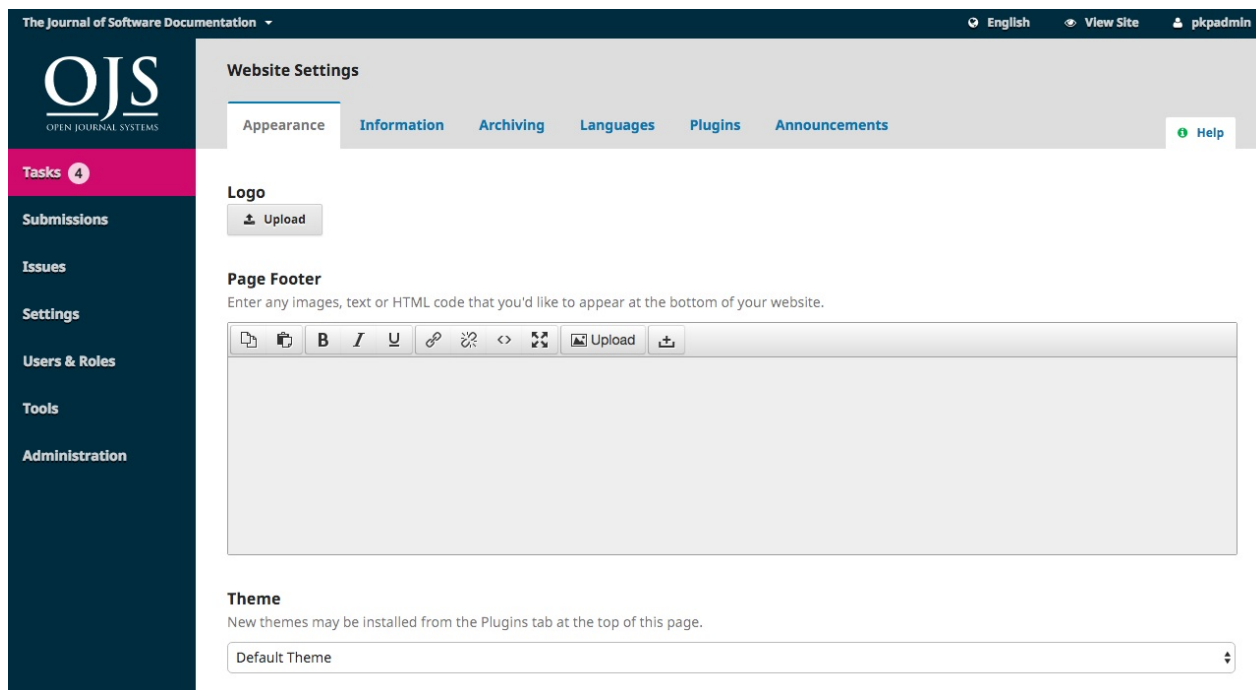 The Journal of Software Documentation
English
View Site
pkpadmin
OJS
OPEN JOURNAL SYSTEMS
Tasks 4
Submissions
Issues
Settings
Users & Roles
Tools
Administration
Website Settings
Appearance Information Archiving Languages Plugins Announcements
Help
Logo
Upload
Page Footer
Enter any images, text or HTML code that you'd like to appear at the bottom of your website.
B I U Upload
Theme
New themes may be installed from the Plugins tab at the top of this page.
Default Theme